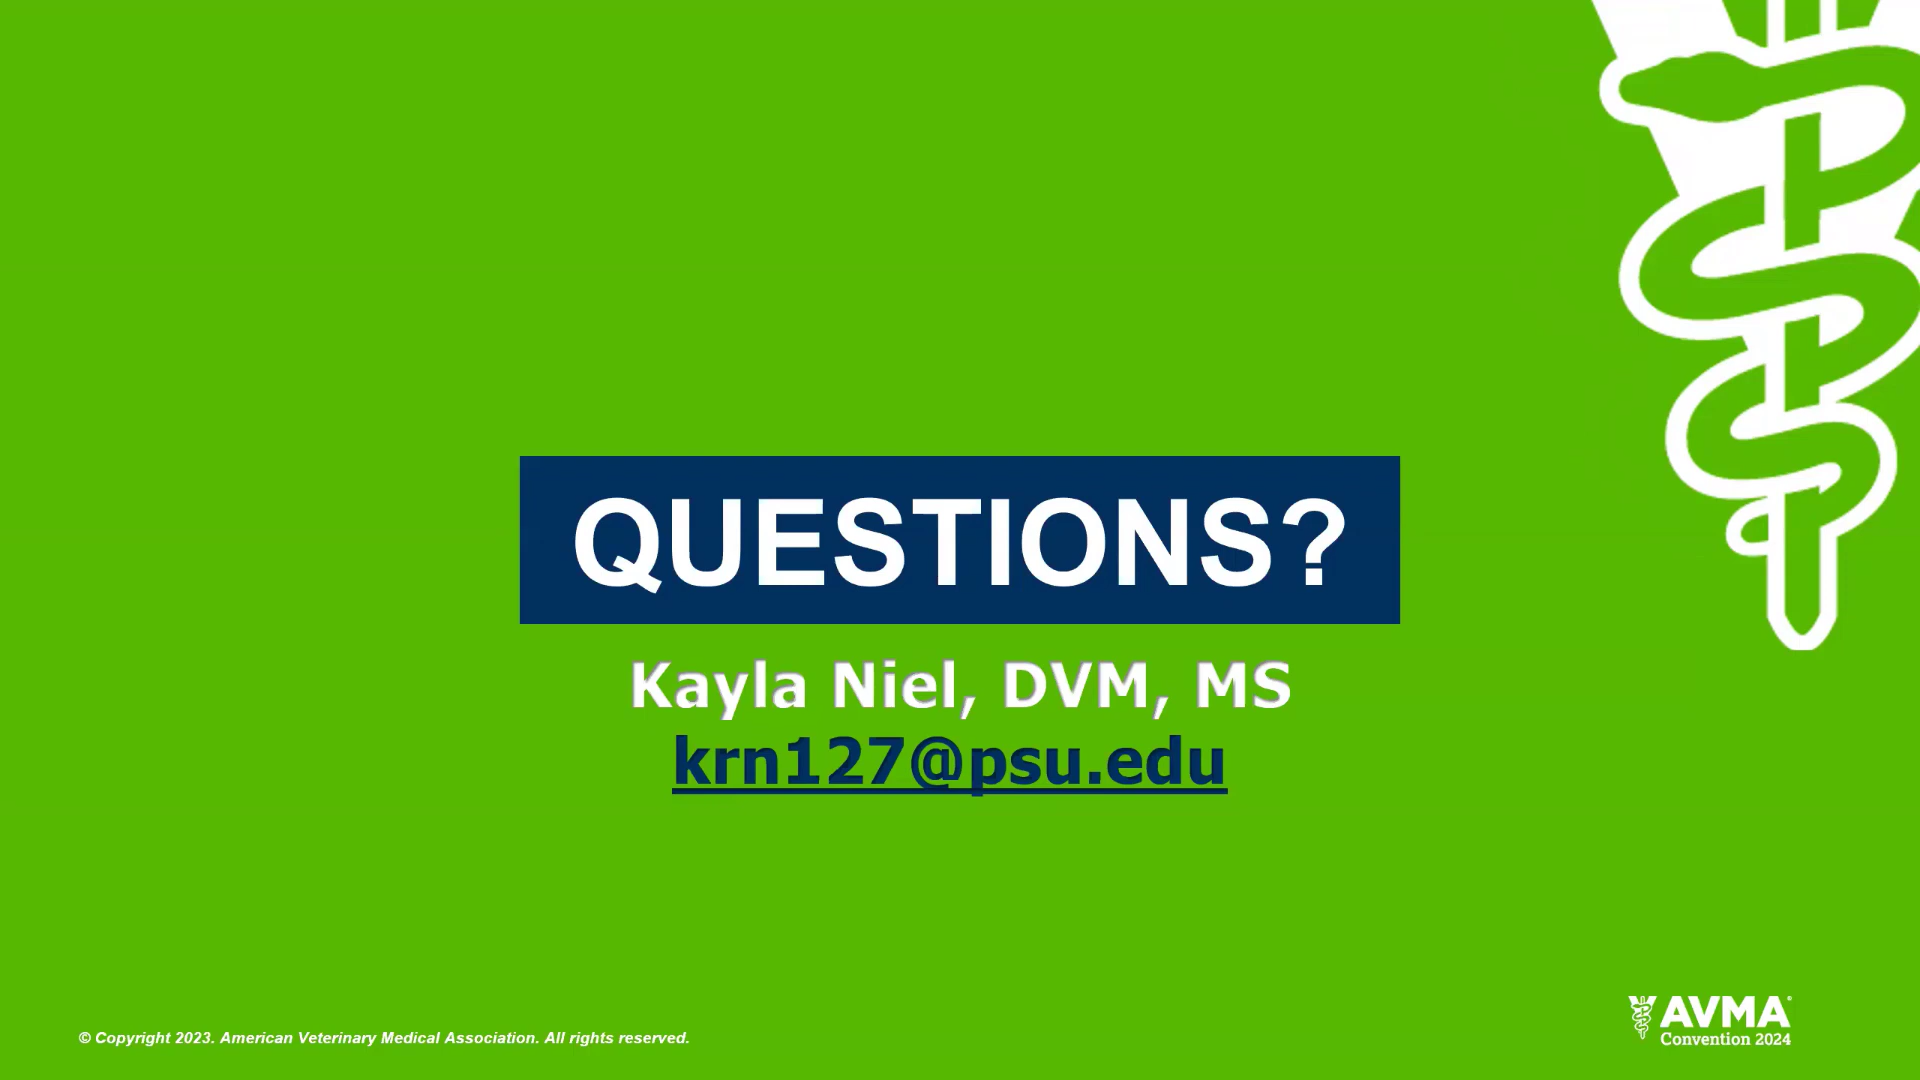 QUESTIONS?
Kayla Niel, DVM, MS
krn127@psu.edu
© Copyright 2023. American Veterinary Medical Association. All rights reserved.
AVMA®
Convention 2024